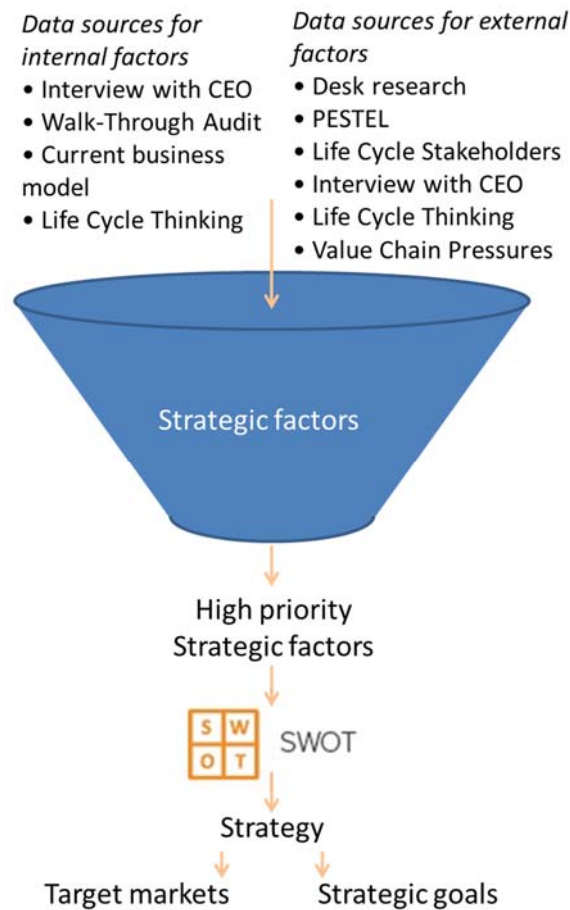 Data sources for
internal factors
• Interview with CEO
• Walk-Through Audit
• Current business
model
• Life Cycle Thinking
Data sources for external
factors
• Desk research
• PESTEL
• Life Cycle Stakeholders
• Interview with CEO
• Life Cycle Thinking
• Value Chain Pressures
Strategic factors
High priority
Strategic factors
S W
O T
SWOT
Strategy
Target markets
Strategic goals